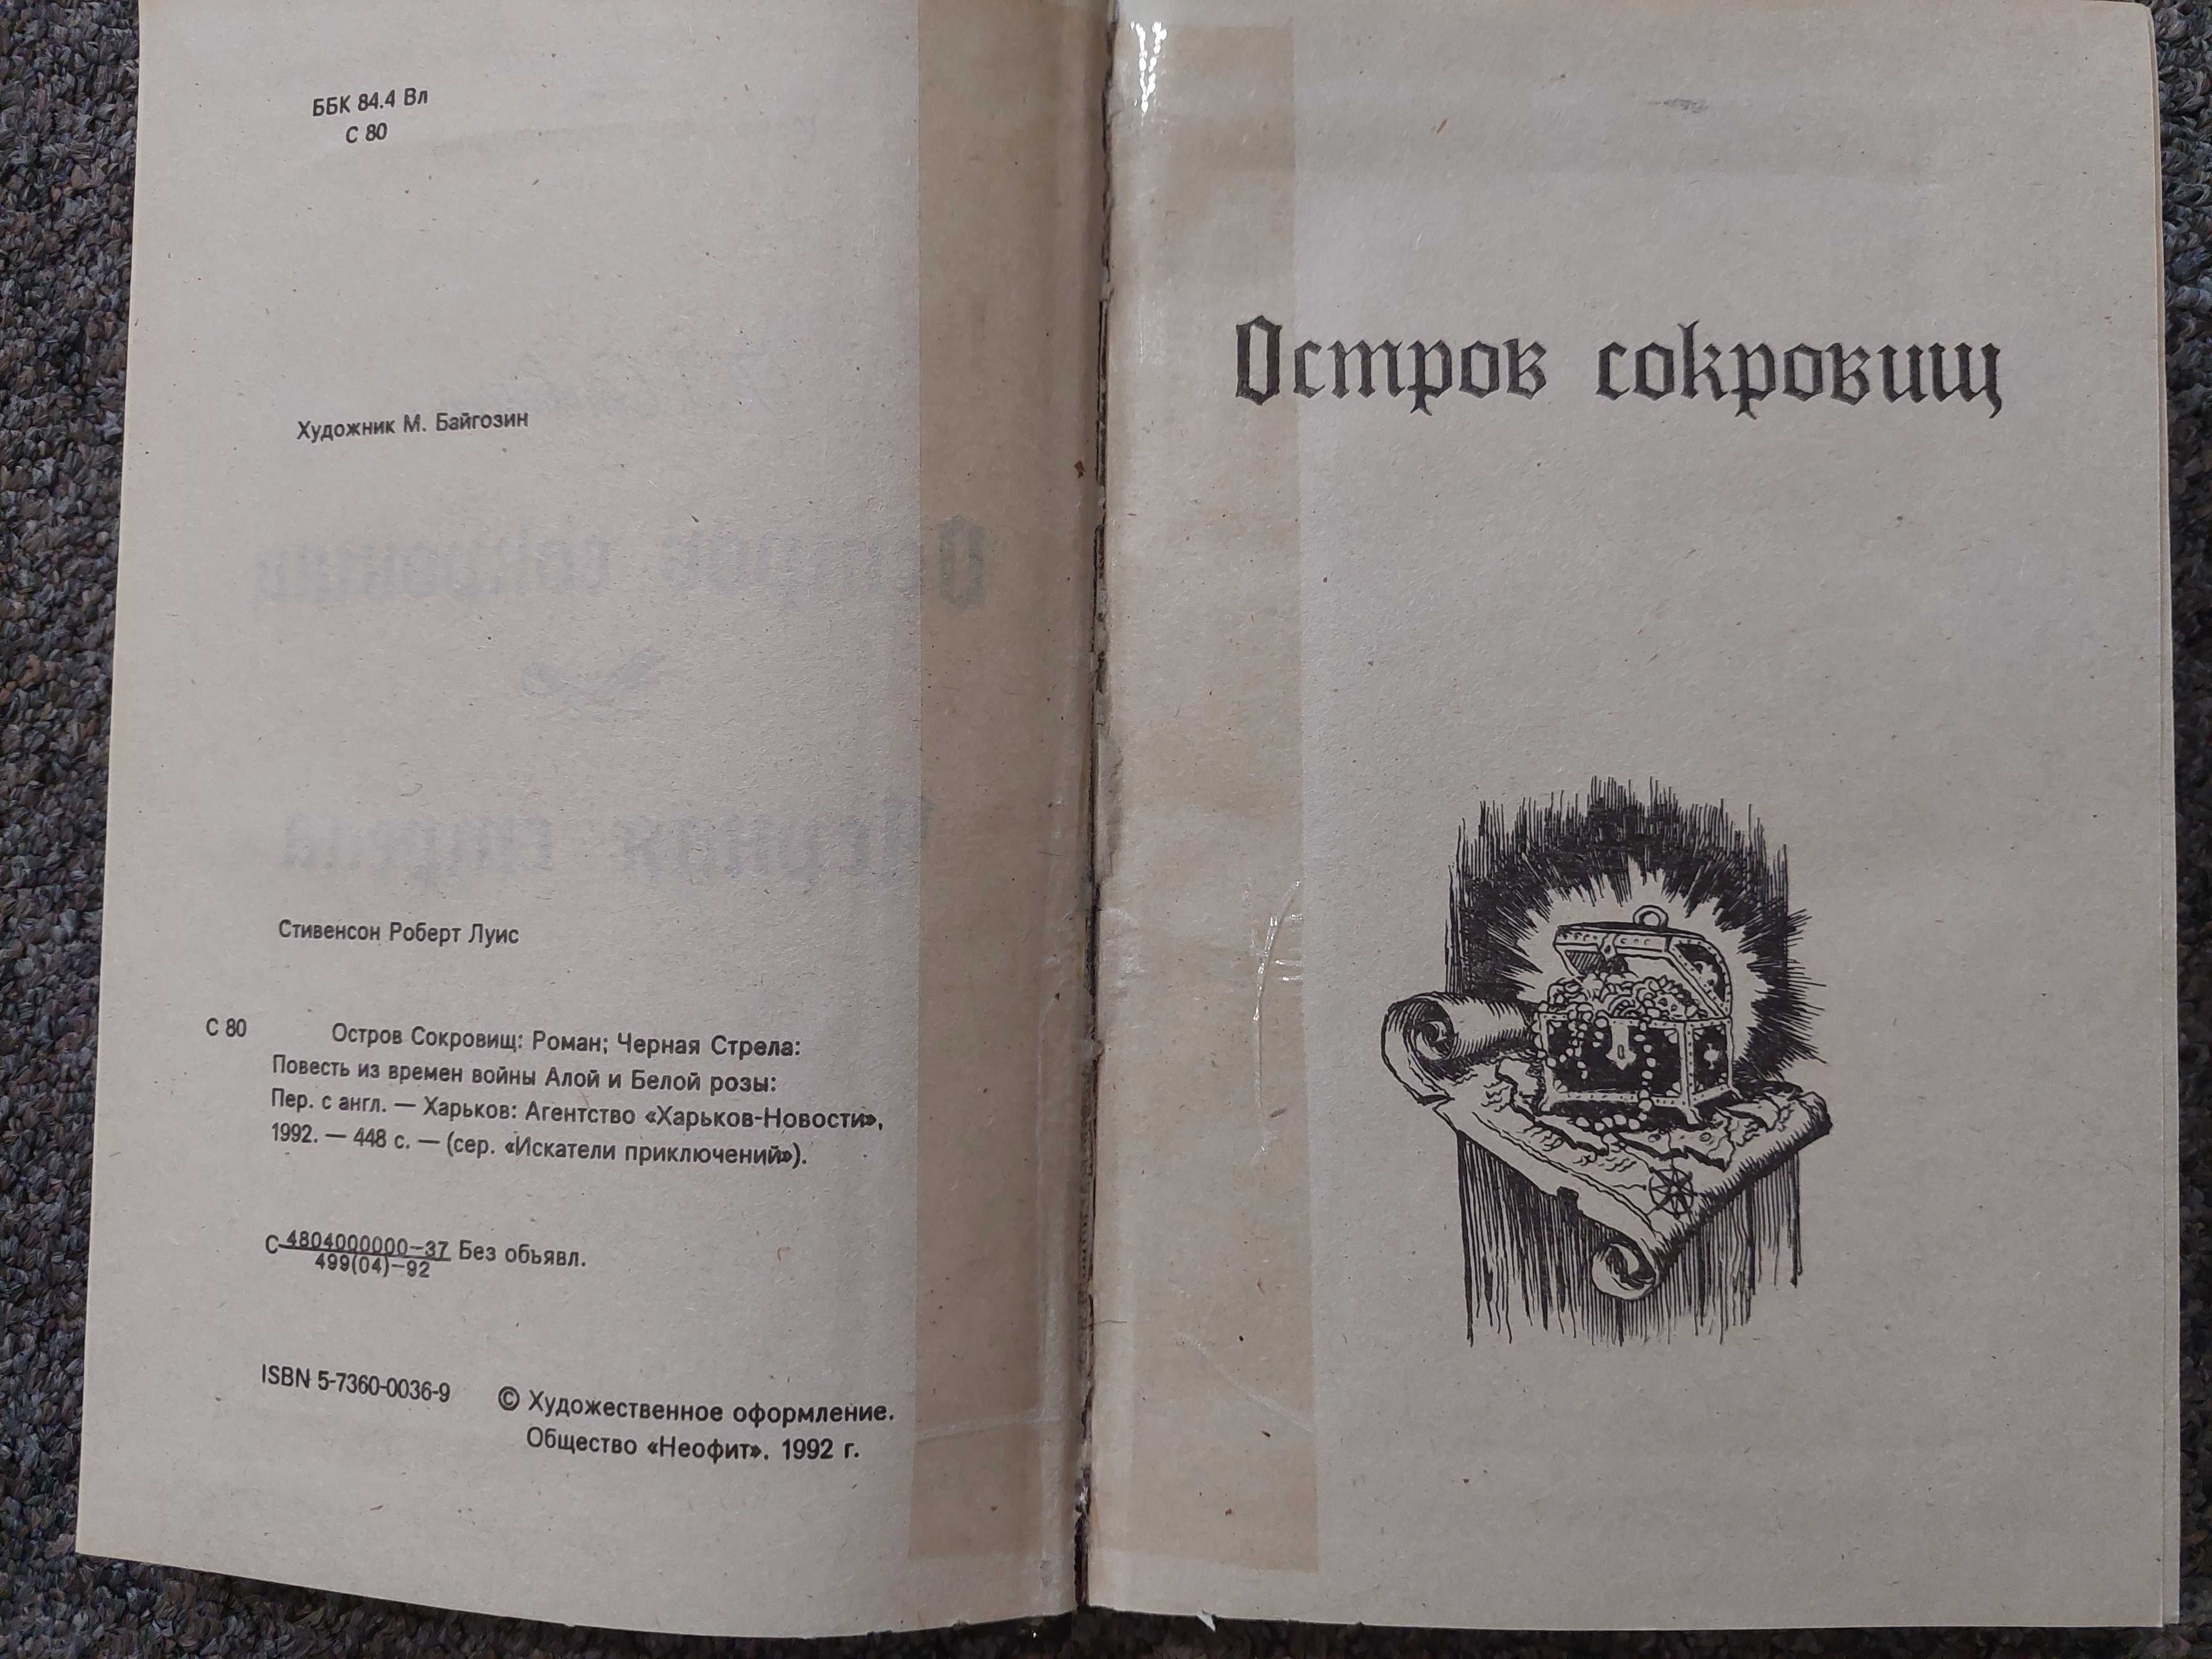 ББК 84.4 Вл
С 80
Художник М. Байгозин
Стивенсон Роберт Луис
С 80 Остров Сокровищ: Роман; Черная Стрела:
Повесть из времен войны Алой и Белой розы:
Пер. с англ. — Харьков: Агентство «Харьков-Новости»,
1992. — 448 с. — (сер. «Искатели приключений»).
С 4804000000–37 Без обьявл.
499(04)–92
ISBN 5-7360-0036-9
© Художественное оформление.
Общество «Неофит». 1992 г.
Остров сокровищ